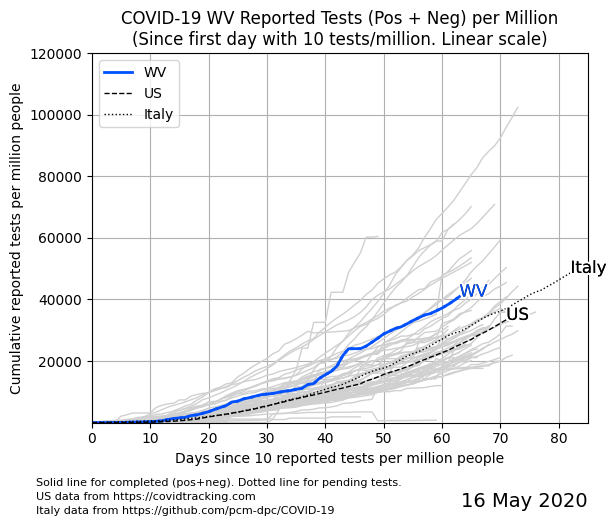 COVID-19 WV Reported Tests (Pos + Neg) per Million
(Since first day with 10 tests/million. Linear scale)
120000
100000
80000
60000
40000
20000
Cumulative reported tests per million people
WV
US
Italy
Italy
WV
US
0 10 20 30 40 50 60 70 80
Days since 10 reported tests per million people
Solid line for completed (pos+neg). Dotted line for pending tests.
US data from https://covidtracking.com
Italy data from https://github.com/pcm-dpc/COVID-19
16 May 2020